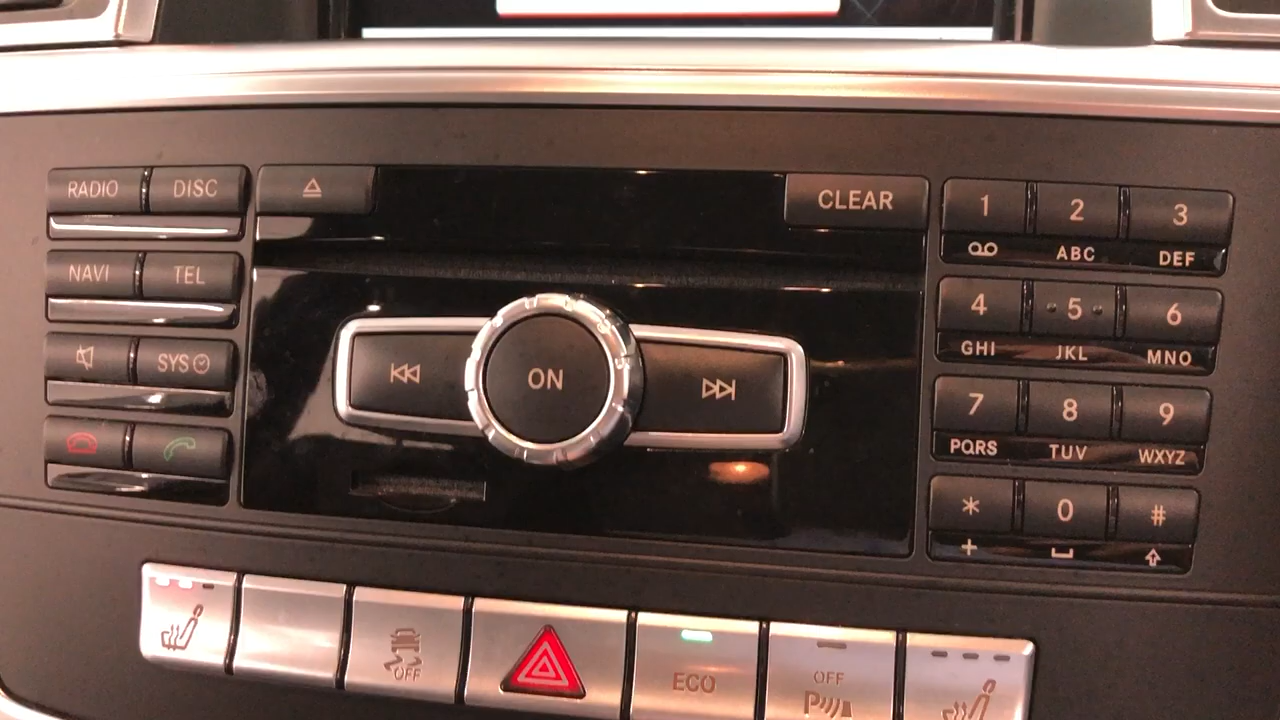 RADIO DISC
CLEAR
1 2 3
ABC DEF
NAVI TEL
4 5 6
GHI JKL MNO
SYS
ON
7 8 9
PQRS TUV WXYZ
* 0 #
+
OFF
ECO
OFF
P